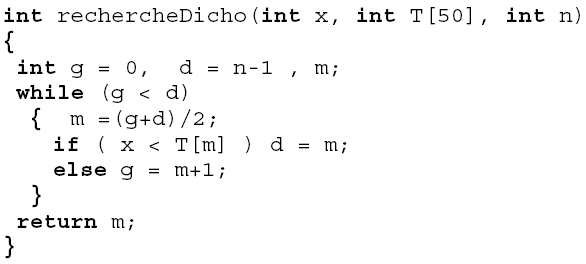 int rechercheDicho(int x, int T[50], int n)
{
int g = 0, d = n-1 , m;
while (g < d)
{ m =(g+d)/2;
if ( x < T[m] ) d = m;
else g = m+1;
}
return m;
}